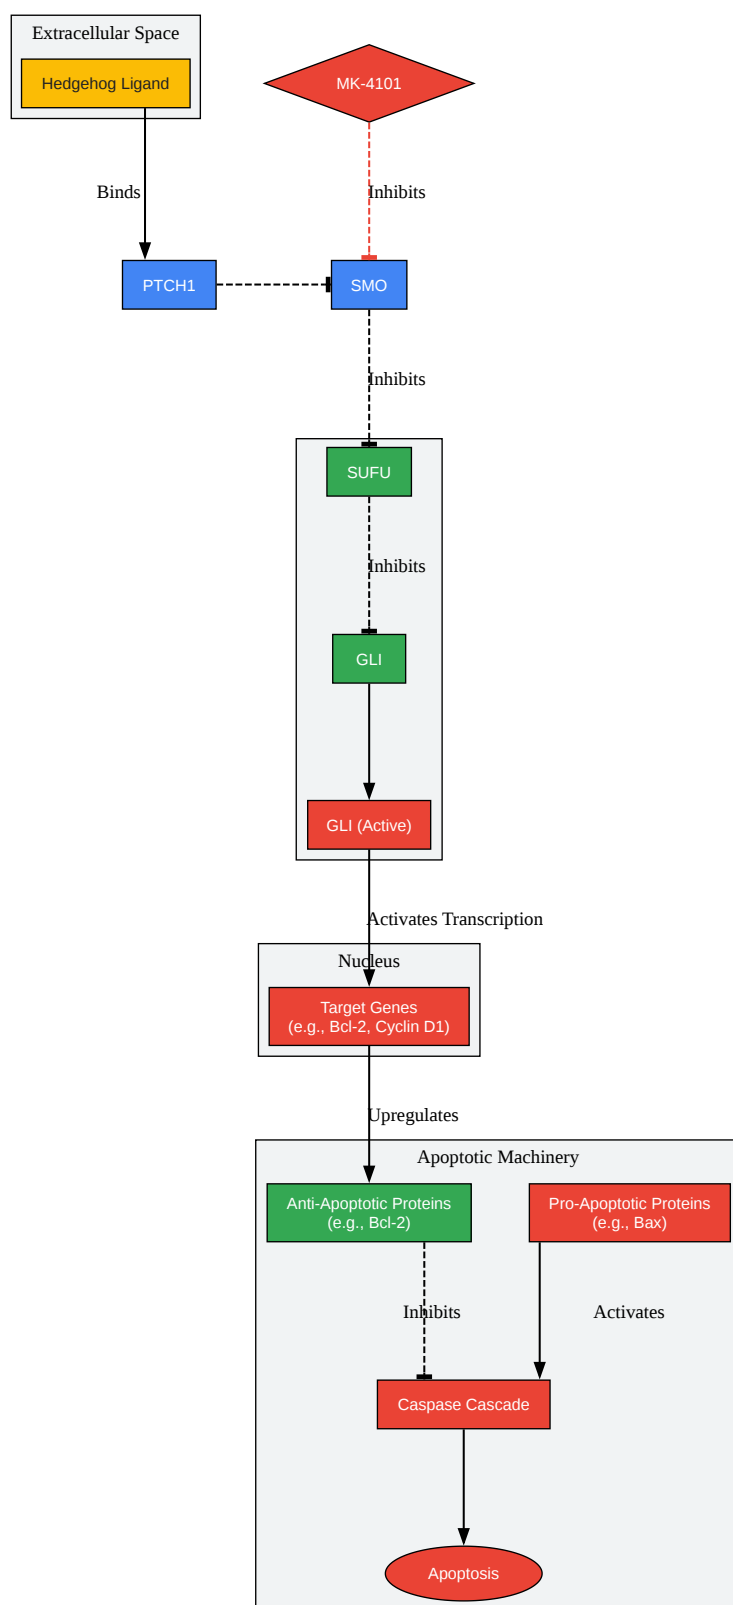 Extracellular Space
Hedgehog Ligand
MK-4101
Binds
Inhibits
PTCH1
SMO
Inhibits
SUFU
Inhibits
GLI
GLI (Active)
Activates Transcription
Nucleus
Target Genes
(e.g., Bcl-2, Cyclin D1)
Upregulates
Apoptotic Machinery
Anti-Apoptotic Proteins
(e.g., Bcl-2)
Pro-Apoptotic Proteins
(e.g., Bax)
Inhibits
Activates
Caspase Cascade
Apoptosis